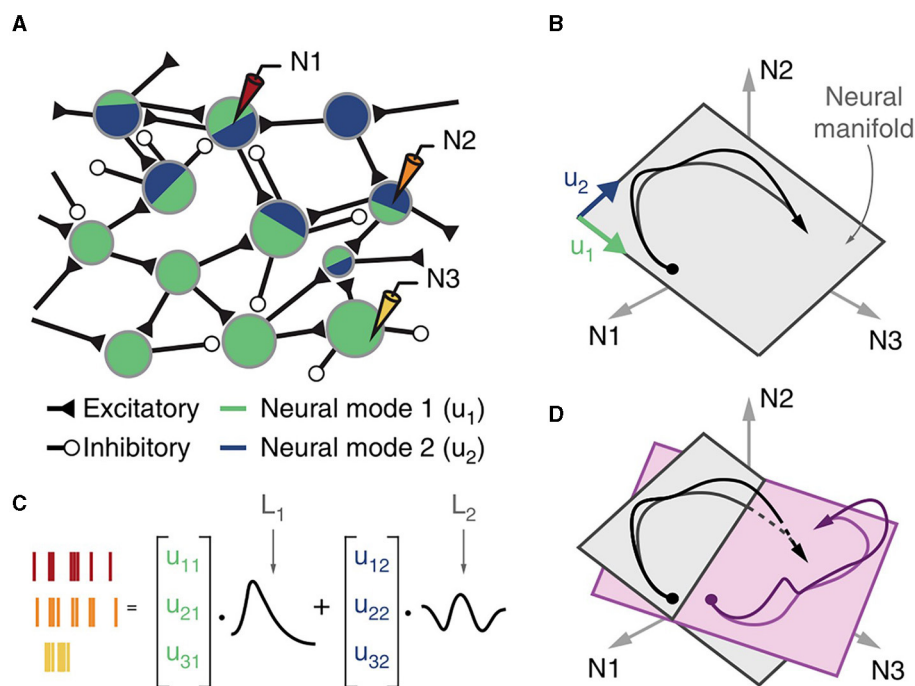 A
N1
N2
N3
Excitatory
Neural mode 1 (u1)
Inhibitory
Neural mode 2 (u2)
B
N2
Neural
manifold
u2
u1
N1
N3
C
L1
L2
u11
u12
u21
u22
u31
u32
= · + ·
D
N2
N1
N3